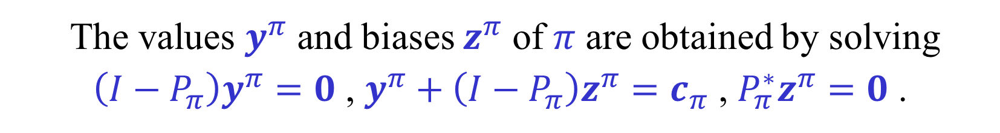 The values 𝒚^π and biases 𝒛^π of π are obtained by solving
(I − P_π)𝒚^π = 𝟎 , 𝒚^π + (I − P_π)𝒛^π = 𝒄_π , P_π^* 𝒛^π = 𝟎 .